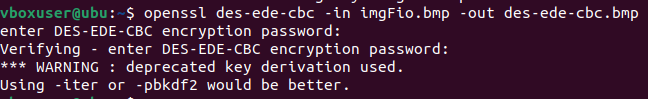 vboxuser@ubu:~$ openssl des-ede-cbc -in imgFio.bmp -out des-ede-cbc.bmp
enter DES-EDE-CBC encryption password:
Verifying - enter DES-EDE-CBC encryption password:
*** WARNING : deprecated key derivation used.
Using -iter or -pbkdf2 would be better.